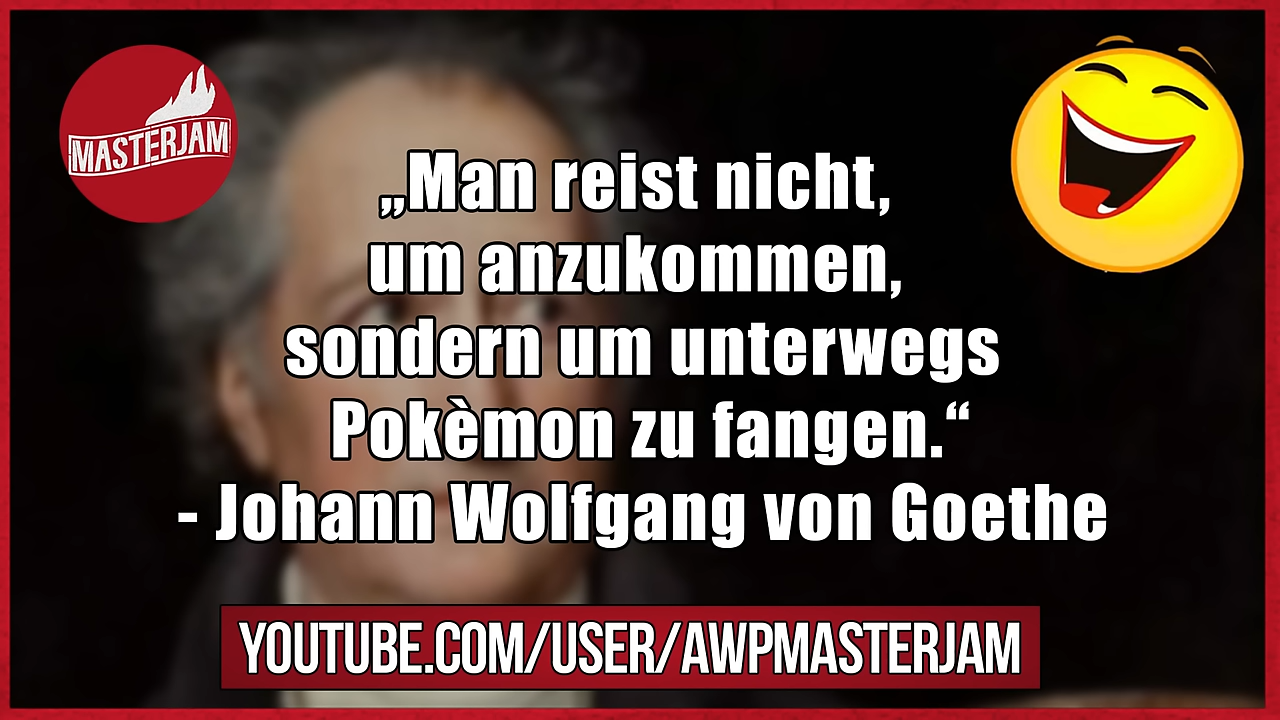 MASTERJAM
„Man reist nicht,
um anzukommen,
sondern um unterwegs
Pokèmon zu fangen.“
- Johann Wolfgang von Goethe
YOUTUBE.COM/USER/AWPMASTERJAM